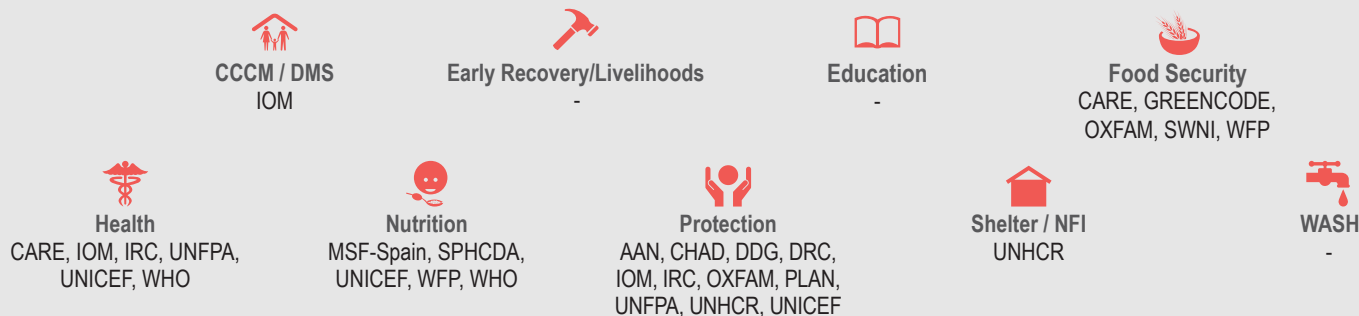 CCCM / DMS
IOM
Early Recovery/Livelihoods
-
Education
-
Food Security
CARE, GREENCODE,
OXFAM, SWNI, WFP
Health
CARE, IOM, IRC, UNFPA,
UNICEF, WHO
Nutrition
MSF-Spain, SPHCDA,
UNICEF, WFP, WHO
Protection
AAN, CHAD, DDG, DRC,
IOM, IRC, OXFAM, PLAN,
UNFPA, UNHCR, UNICEF
Shelter / NFI
UNHCR
WASH
-